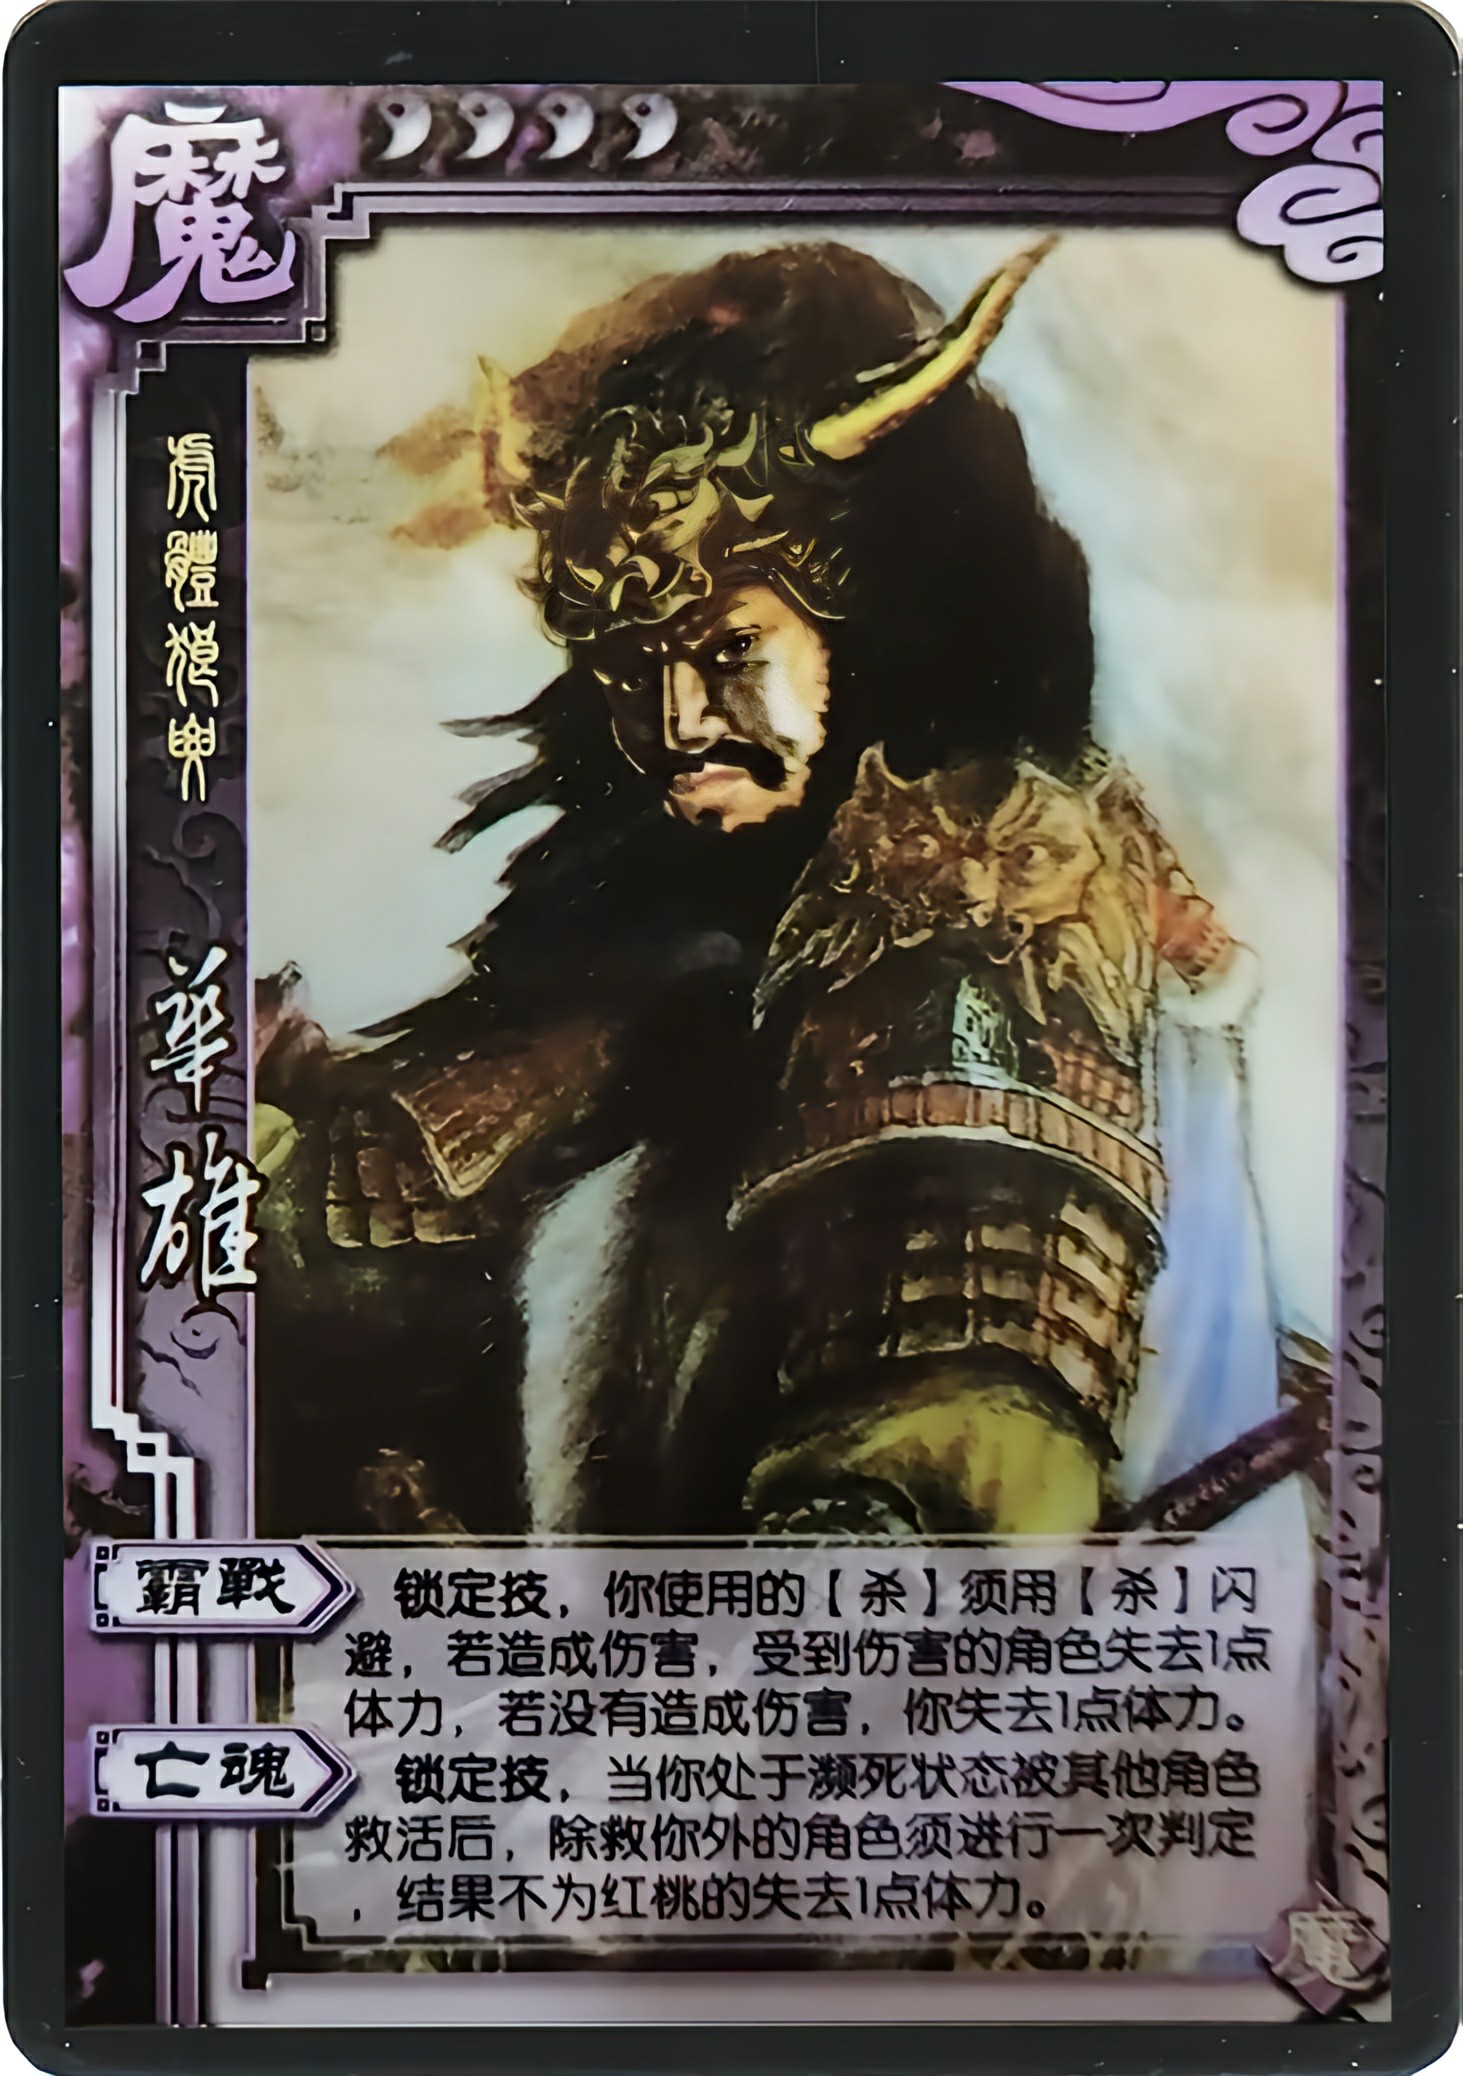 魔
虎體狼腰
華雄
霸戰
锁定技，你使用的【杀】须用【杀】闪
避，若造成伤害，受到伤害的角色失去1点
体力，若没有造成伤害，你失去1点体力。
亡魂
锁定技，当你处于濒死状态被其他角色
救活后，除救你外的角色须进行一次判定
，结果不为红桃的失去1点体力。
魔